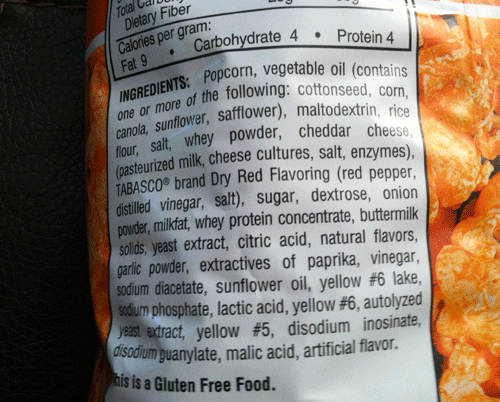 Total
Dietary Fiber
Calories per gram:
Fat 9 • Carbohydrate 4 • Protein 4
INGREDIENTS: Popcorn, vegetable oil (contains
one or more of the following: cottonseed, corn,
canola, sunflower, safflower), maltodextrin, rice
flour, salt, whey powder, cheddar cheese,
(pasteurized milk, cheese cultures, salt, enzymes),
TABASCO® brand Dry Red Flavoring (red pepper,
distilled vinegar, salt), sugar, dextrose, onion
powder, milkfat, whey protein concentrate, buttermilk
solids, yeast extract, citric acid, natural flavors,
garlic powder, extractives of paprika, vinegar,
sodium diacetate, sunflower oil, yellow #6 lake,
sodium phosphate, lactic acid, yellow #6, autolyzed
yeast extract, yellow #5, disodium inosinate,
disodium guanylate, malic acid, artificial flavor.
This is a Gluten Free Food.